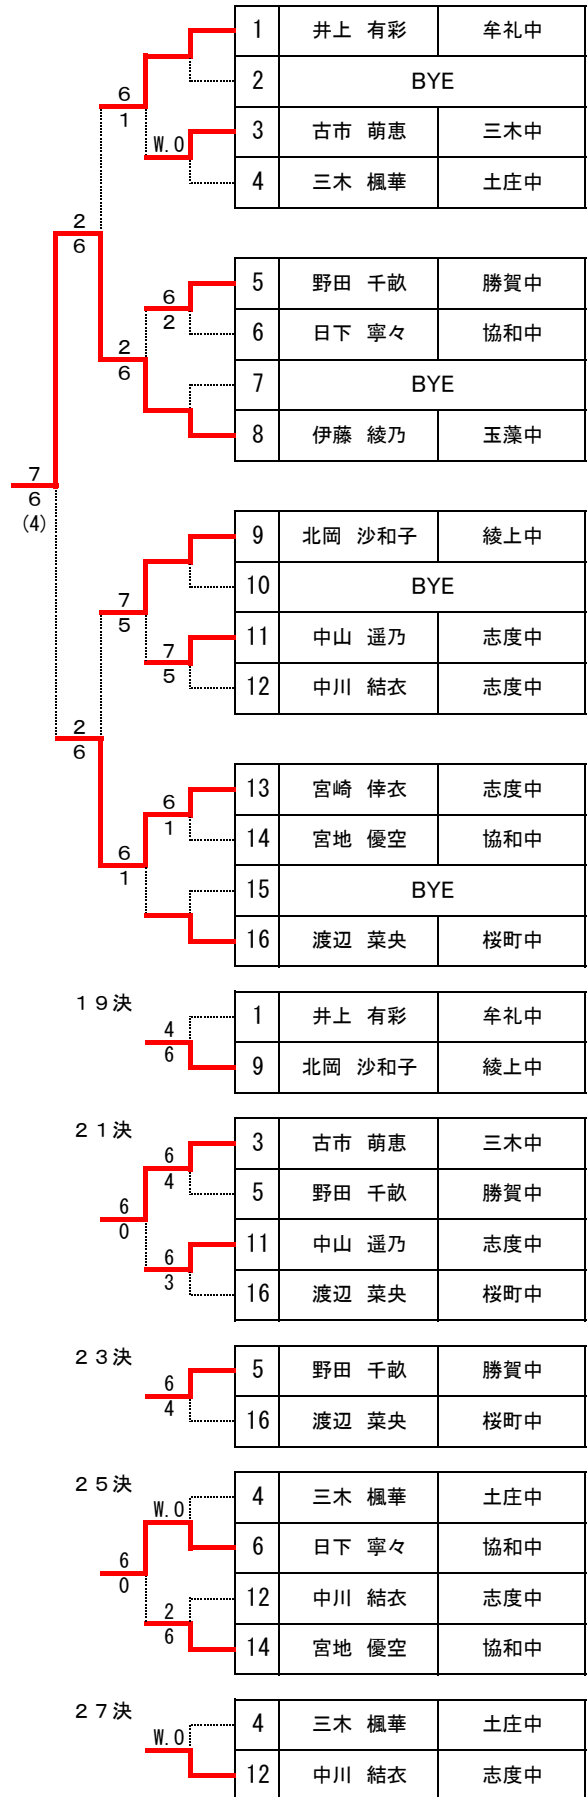 1 井上 有彩 牟礼中
6
1
2 BYE
W.O
3 古市 萌恵 三木中
4 三木 楓華 土庄中
2
6
5 野田 千畝 勝賀中
6
2
6 日下 寧々 協和中
2
6
7 BYE
8 伊藤 綾乃 玉藻中
7
6
(4)
9 北岡 沙和子 綾上中
10 BYE
7
5
11 中山 遥乃 志度中
7
5
12 中川 結衣 志度中
2
6
13 宮崎 倖衣 志度中
6
1
14 宮地 優空 協和中
6
1
15 BYE
16 渡辺 菜央 桜町中
19決
1 井上 有彩 牟礼中
4
6
9 北岡 沙和子 綾上中
21決
3 古市 萌恵 三木中
6
4
5 野田 千畝 勝賀中
6
0
11 中山 遥乃 志度中
6
3
16 渡辺 菜央 桜町中
23決
5 野田 千畝 勝賀中
6
4
16 渡辺 菜央 桜町中
25決
4 三木 楓華 土庄中
W.O
6 日下 寧々 協和中
6
0
12 中川 結衣 志度中
2
6
14 宮地 優空 協和中
27決
4 三木 楓華 土庄中
W.O
12 中川 結衣 志度中